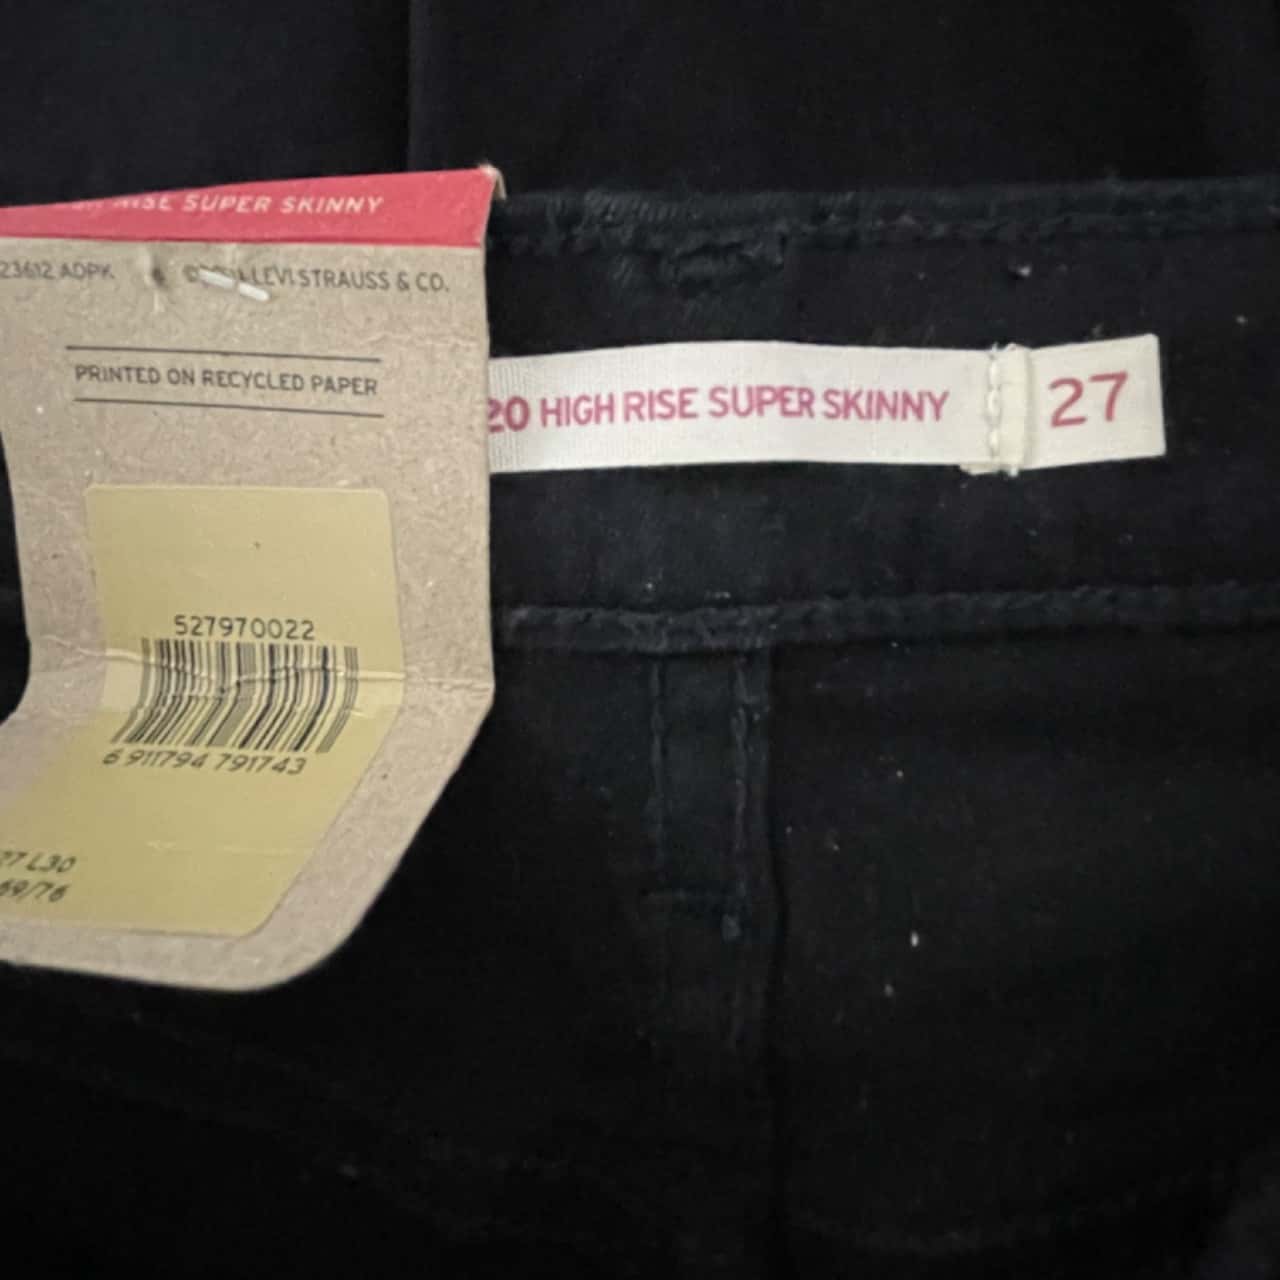 RISE SUPER SKINNY
23612 ADPK LEVI STRAUSS & CO.
PRINTED ON RECYCLED PAPER
20 HIGH RISE SUPER SKINNY 27
527970022
6 911794 791743
27 L30
69/76